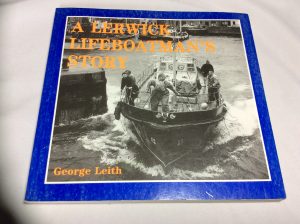 A LERWICK
LIFEBOATMAN'S
STORY
George Leith